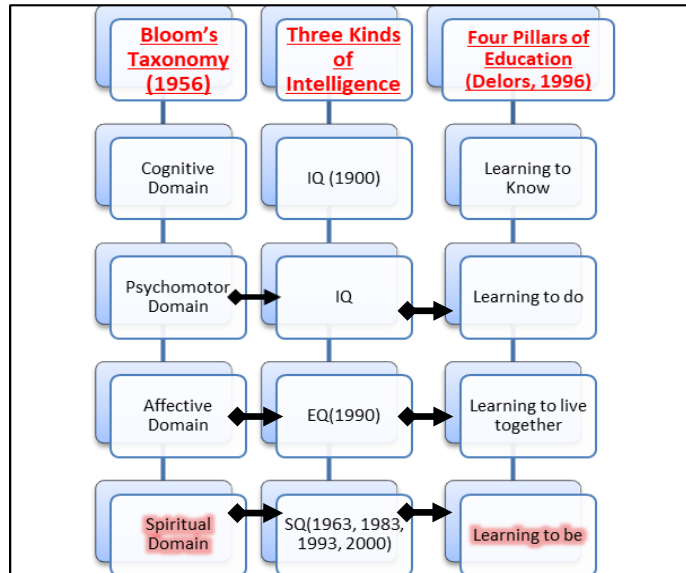 Bloom's
Taxonomy
(1956)
Three Kinds
of
Intelligence
Four Pillars of
Education
(Delors, 1996)
Cognitive
Domain
IQ (1900)
Learning to
Know
Psychomotor
Domain
IQ
Learning to do
Affective
Domain
EQ(1990)
Learning to live
together
Spiritual
Domain
SQ(1963, 1983,
1993, 2000)
Learning to be